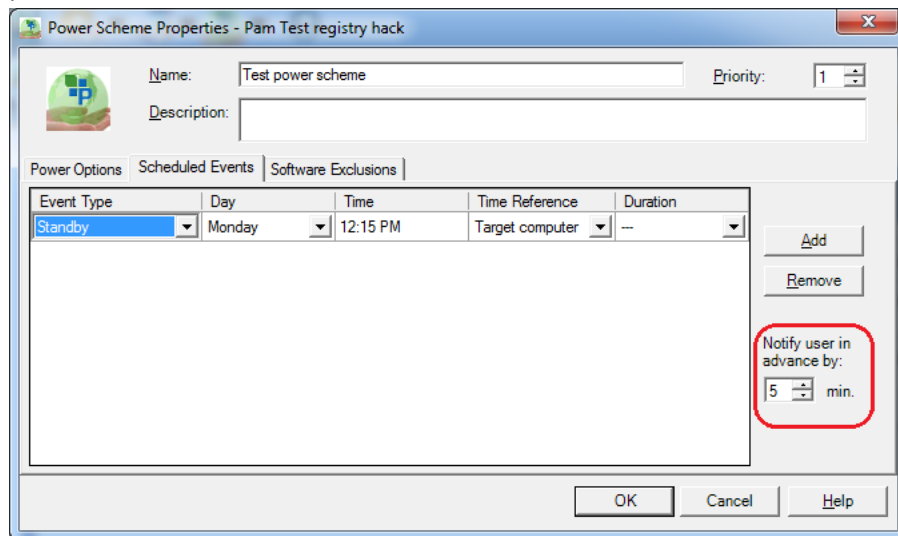 Power Scheme Properties - Pam Test registry hack
Name: Test power scheme Priority: 1
Description:
Power Options Scheduled Events Software Exclusions
Event Type Day Time Time Reference Duration
Standby Monday 12:15 PM Target computer ---
Add
Remove
Notify user in
advance by:
5 min.
OK Cancel Help